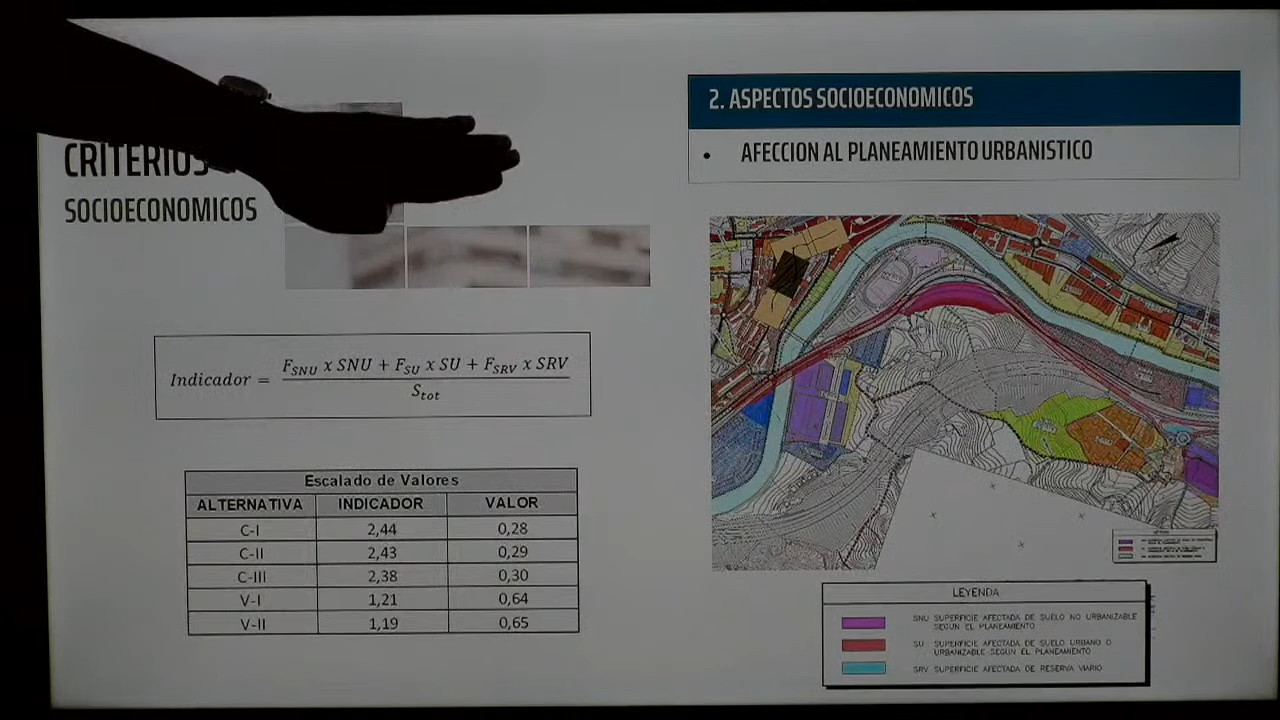 CRITERIOS
SOCIOECONOMICOS
2. ASPECTOS SOCIOECONOMICOS
• AFECCION AL PLANEAMIENTO URBANISTICO
Indicador = (F_SNU x SNU + F_SU x SU + F_SRV x SRV) / S_tot
Escalado de Valores
ALTERNATIVA INDICADOR VALOR
C-I 2,44 0,28
C-II 2,43 0,29
C-III 2,38 0,30
V-I 1,21 0,64
V-II 1,19 0,65
LEYENDA
SNU SUPERFICIE AFECTADA DE SUELO NO URBANIZABLE
SEGUN EL PLANEAMIENTO
SU SUPERFICIE AFECTADA DE SUELO URBANO O
URBANIZABLE SEGUN EL PLANEAMIENTO
SRV SUPERFICIE AFECTADA DE RESERVA VIARIO